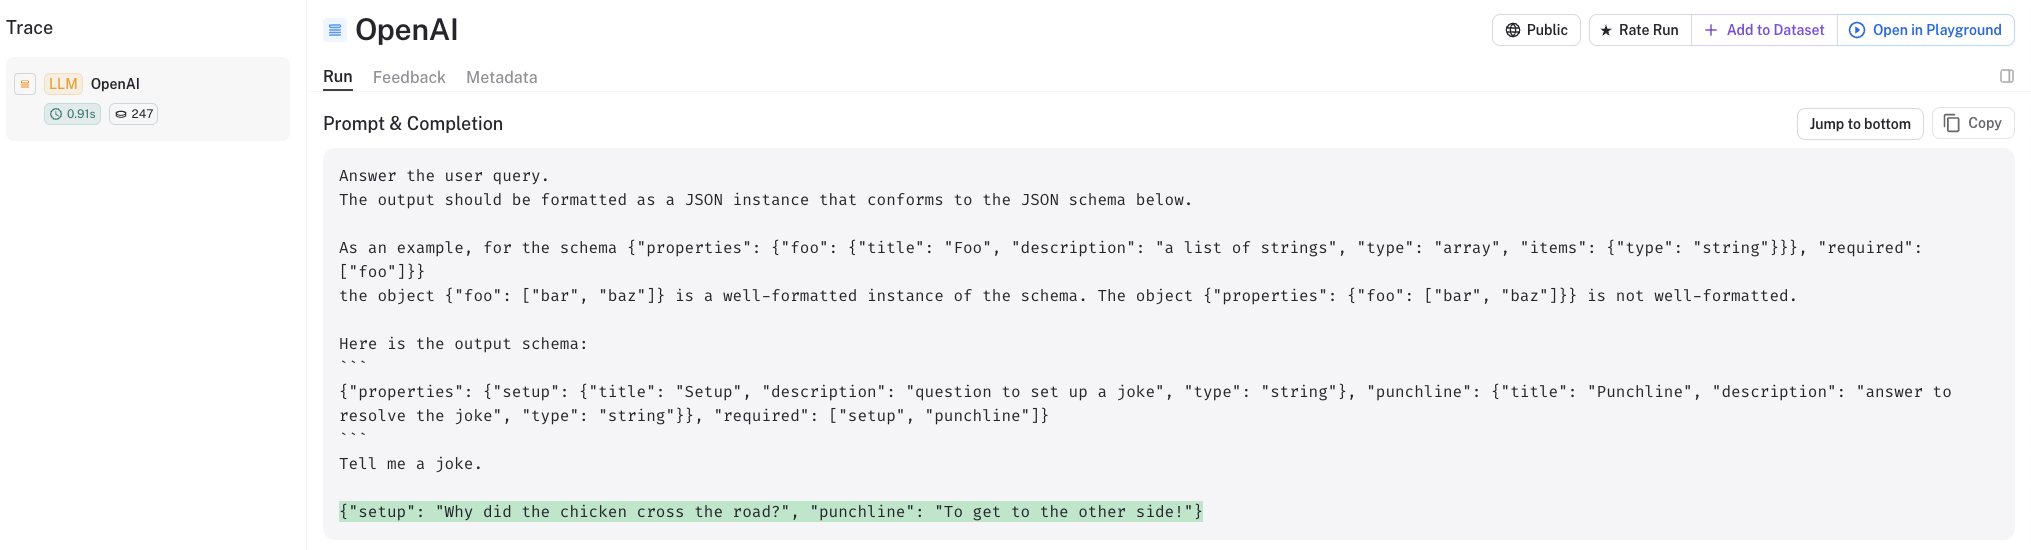 Trace
LLM OpenAI
0.91s 247
OpenAI
Public
Rate Run
Add to Dataset
Open in Playground
Run Feedback Metadata
Prompt & Completion
Jump to bottom
Copy
Answer the user query.
The output should be formatted as a JSON instance that conforms to the JSON schema below.
As an example, for the schema {"properties": {"foo": {"title": "Foo", "description": "a list of strings", "type": "array", "items": {"type": "string"}}}, "required":
["foo"]}}
the object {"foo": ["bar", "baz"]} is a well-formatted instance of the schema. The object {"properties": {"foo": ["bar", "baz"]}} is not well-formatted.
Here is the output schema:
```
{"properties": {"setup": {"title": "Setup", "description": "question to set up a joke", "type": "string"}, "punchline": {"title": "Punchline", "description": "answer to
resolve the joke", "type": "string"}}, "required": ["setup", "punchline"]}
```
Tell me a joke.
{"setup": "Why did the chicken cross the road?", "punchline": "To get to the other side!"}